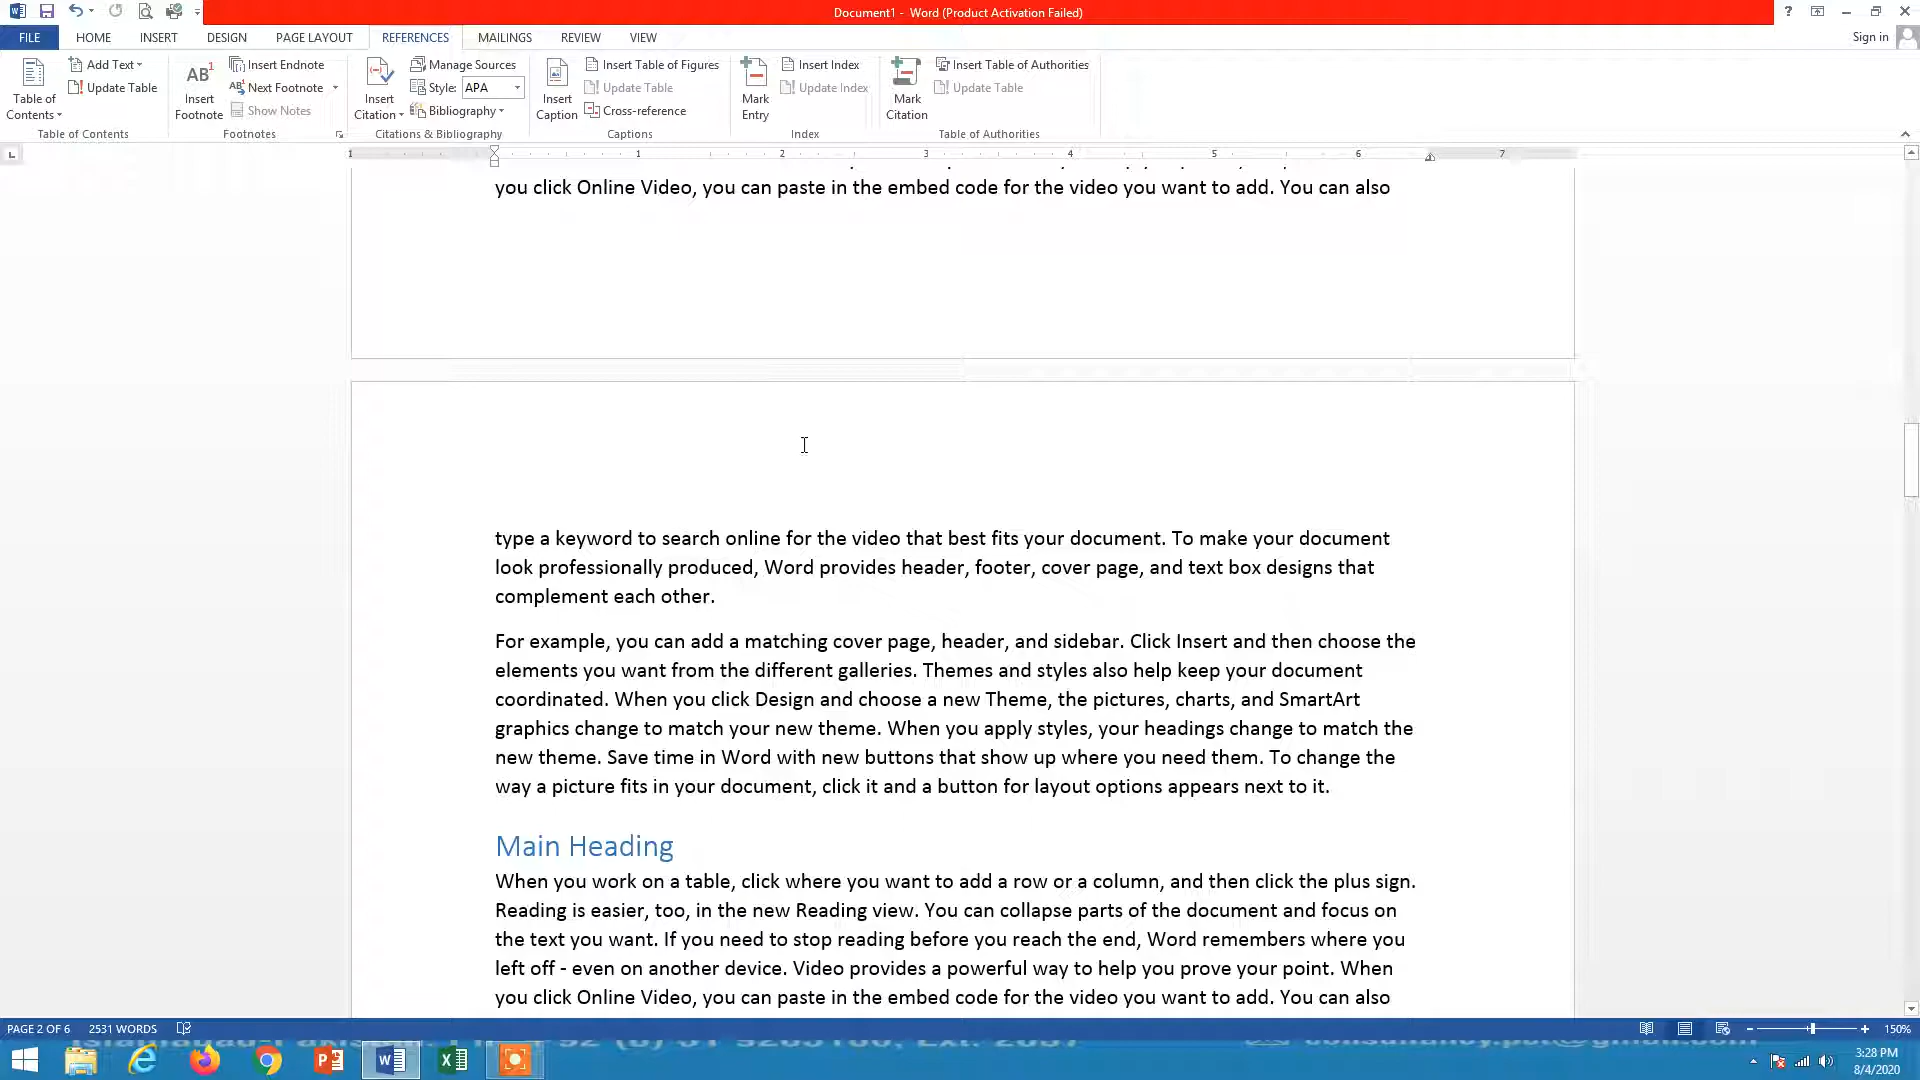 Document1 - Word (Product Activation Failed)
?
FILE HOME INSERT DESIGN PAGE LAYOUT REFERENCES MAILINGS REVIEW VIEW Sign in
Table of Contents
Add Text
Update Table
Table of Contents
AB1 Insert Footnote
Insert Endnote
AB1 Next Footnote
Show Notes
Footnotes
Insert Citation
Manage Sources
Style: APA
Bibliography
Citations & Bibliography
Insert Caption
Insert Table of Figures
Update Table
Cross-reference
Captions
Mark Entry
Insert Index
Update Index
Index
Mark Citation
Insert Table of Authorities
Update Table
Table of Authorities
1 1 2 3 4 5 6 7
you click Online Video, you can paste in the embed code for the video you want to add. You can also
type a keyword to search online for the video that best fits your document. To make your document
look professionally produced, Word provides header, footer, cover page, and text box designs that
complement each other.
For example, you can add a matching cover page, header, and sidebar. Click Insert and then choose the
elements you want from the different galleries. Themes and styles also help keep your document
coordinated. When you click Design and choose a new Theme, the pictures, charts, and SmartArt
graphics change to match your new theme. When you apply styles, your headings change to match the
new theme. Save time in Word with new buttons that show up where you need them. To change the
way a picture fits in your document, click it and a button for layout options appears next to it.
Main Heading
When you work on a table, click where you want to add a row or a column, and then click the plus sign.
Reading is easier, too, in the new Reading view. You can collapse parts of the document and focus on
the text you want. If you need to stop reading before you reach the end, Word remembers where you
left off - even on another device. Video provides a powerful way to help you prove your point. When
you click Online Video, you can paste in the embed code for the video you want to add. You can also
PAGE 2 OF 6 2531 WORDS 150%
3:28 PM
8/4/2020